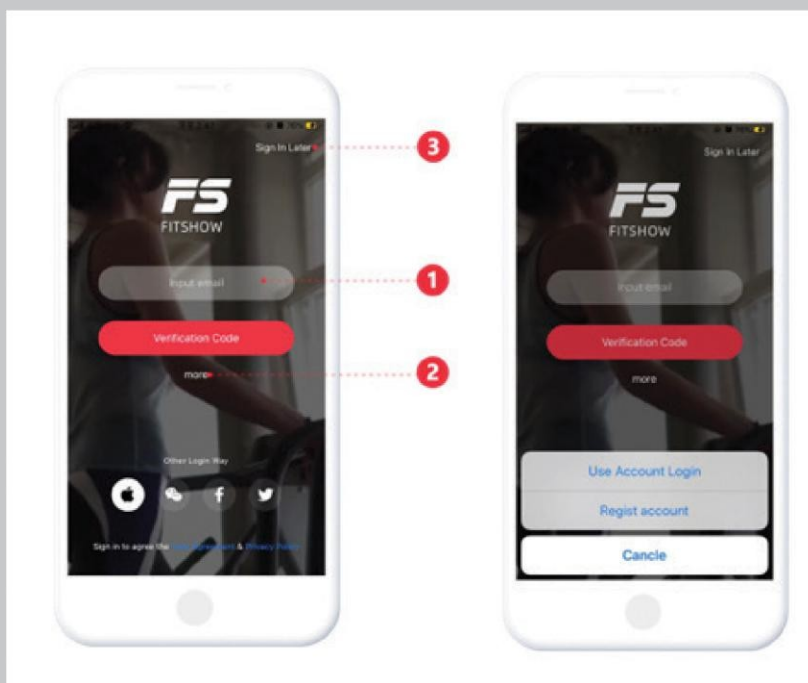 Sign In Later
3
FS
FITSHOW
Input email
1
Verification Code
more
2
Other Login Way
f
Sign in to agree the User Agreement & Privacy Policy
Sign In Later
FS
FITSHOW
Input email
Verification Code
more
Use Account Login
Regist account
Cancle